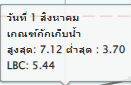 วันที่ 1 สิงหาคม
เกณฑ์กักเก็บน้ำ
สูงสุด: 7.12 ต่ำสุด : 3.70
LBC: 5.44